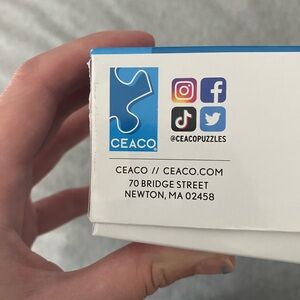 CEACO
@CEACOPUZZLES
CEACO // CEACO.COM
70 BRIDGE STREET
NEWTON, MA 02458